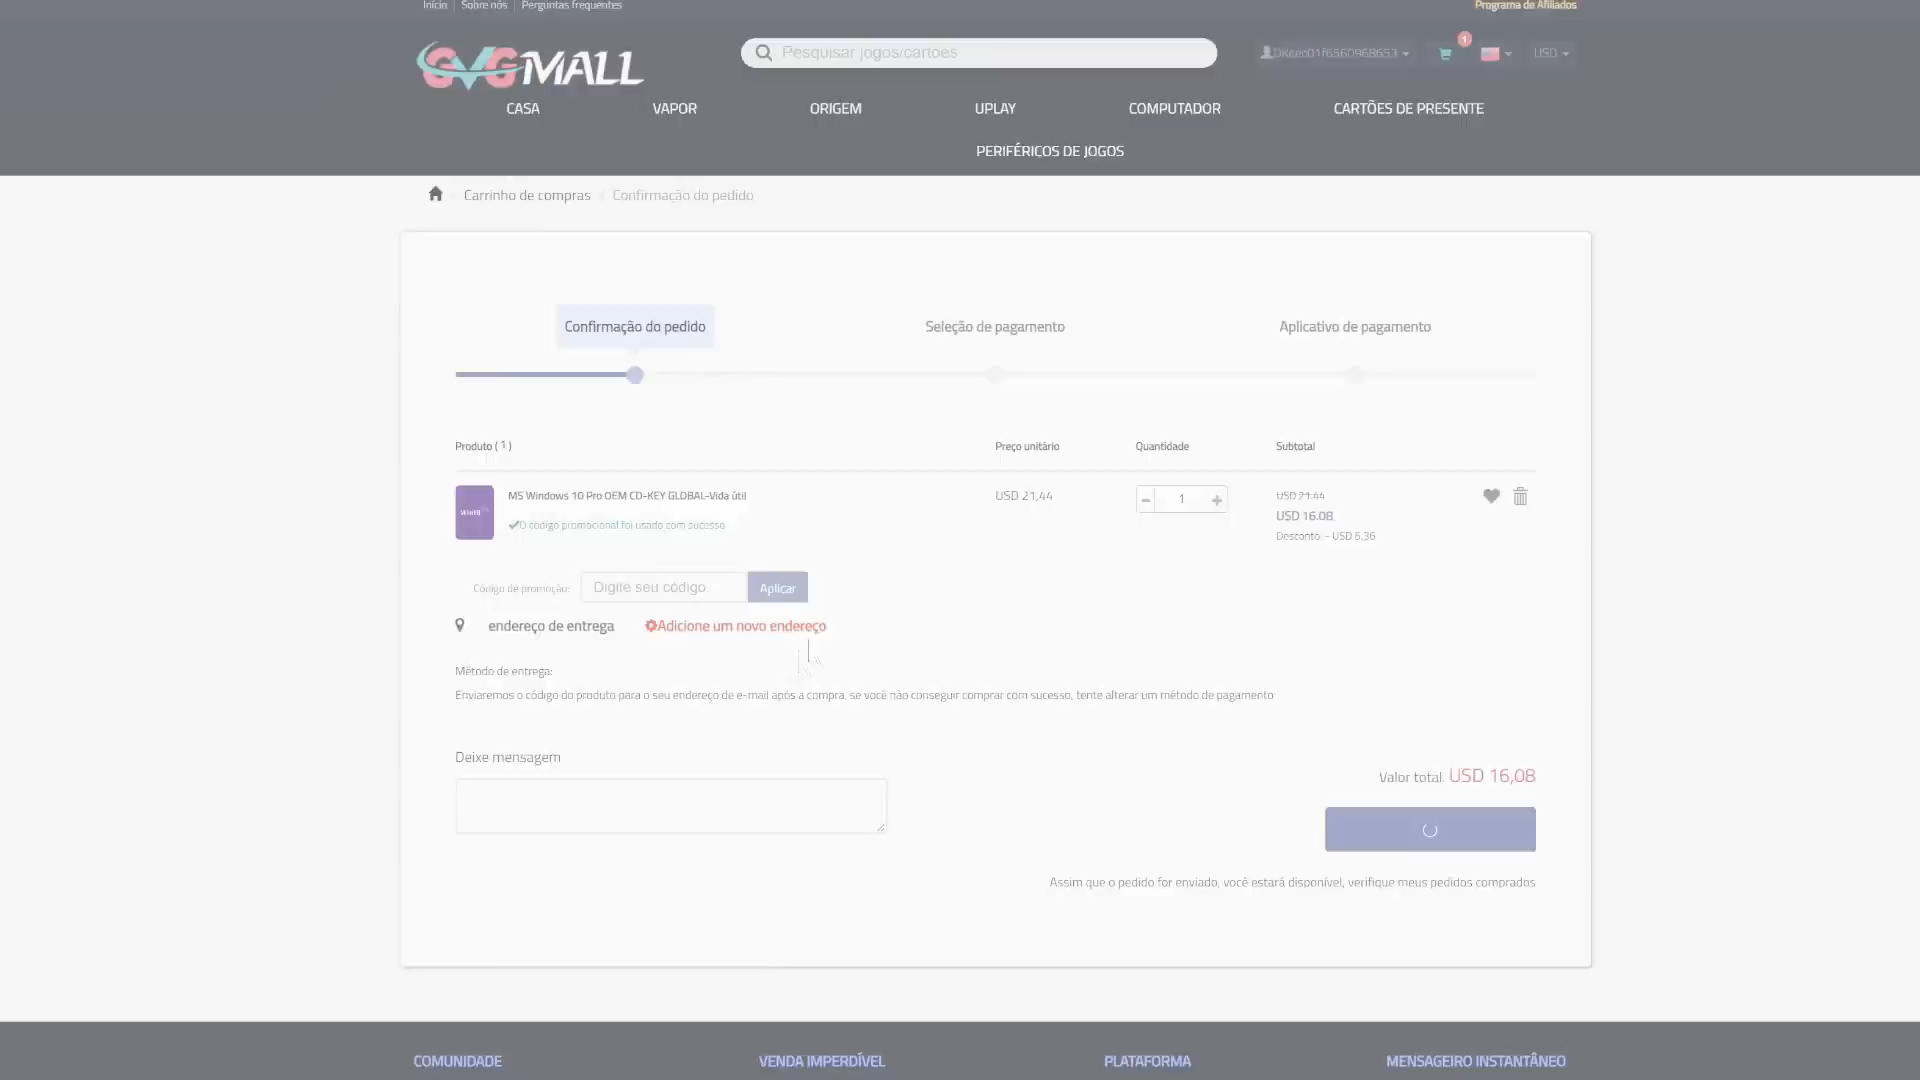 Início Sobre nós Perguntas frequentes Programa de Afiliados
GVGMALL Pesquisar jogos/cartões 1 USD
CASA VAPOR ORIGEM UPLAY COMPUTADOR CARTÕES DE PRESENTE
PERIFÉRICOS DE JOGOS
Carrinho de compras Confirmação do pedido
Confirmação do pedido Seleção de pagamento Aplicativo de pagamento
Produto ( 1 ) Preço unitário Quantidade Subtotal
MS Windows 10 Pro OEM CD-KEY GLOBAL-Vida útil USD 21,44 1 USD 21.44
USD 16.08
O código promocional foi usado com sucesso
Desconto: - USD 5,36
Código de promoção: Digite seu código. Aplicar
endereço de entrega Adicione um novo endereço
Método de entrega:
Enviaremos o código do produto para o seu endereço de e-mail após a compra, se você não conseguir comprar com sucesso, tente alterar um método de pagamento
Deixe mensagem
Valor total: USD 16,08
Assim que o pedido for enviado, você estará disponível, verifique meus pedidos comprados
COMUNIDADE VENDA IMPERDÍVEL PLATAFORMA MENSAGEIRO INSTANTÂNEO